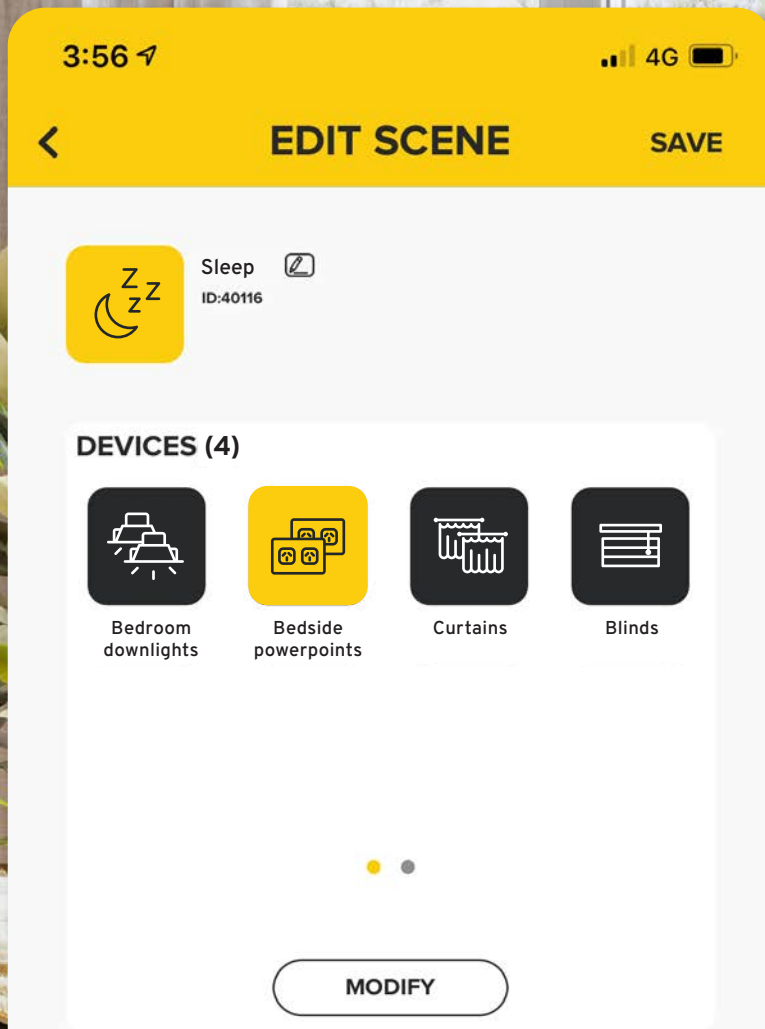 3:56
4G
EDIT SCENE
SAVE
Z
z Z
Sleep
ID:40116
DEVICES (4)
Bedroom
downlights
Bedside
powerpoints
Curtains
Blinds
MODIFY